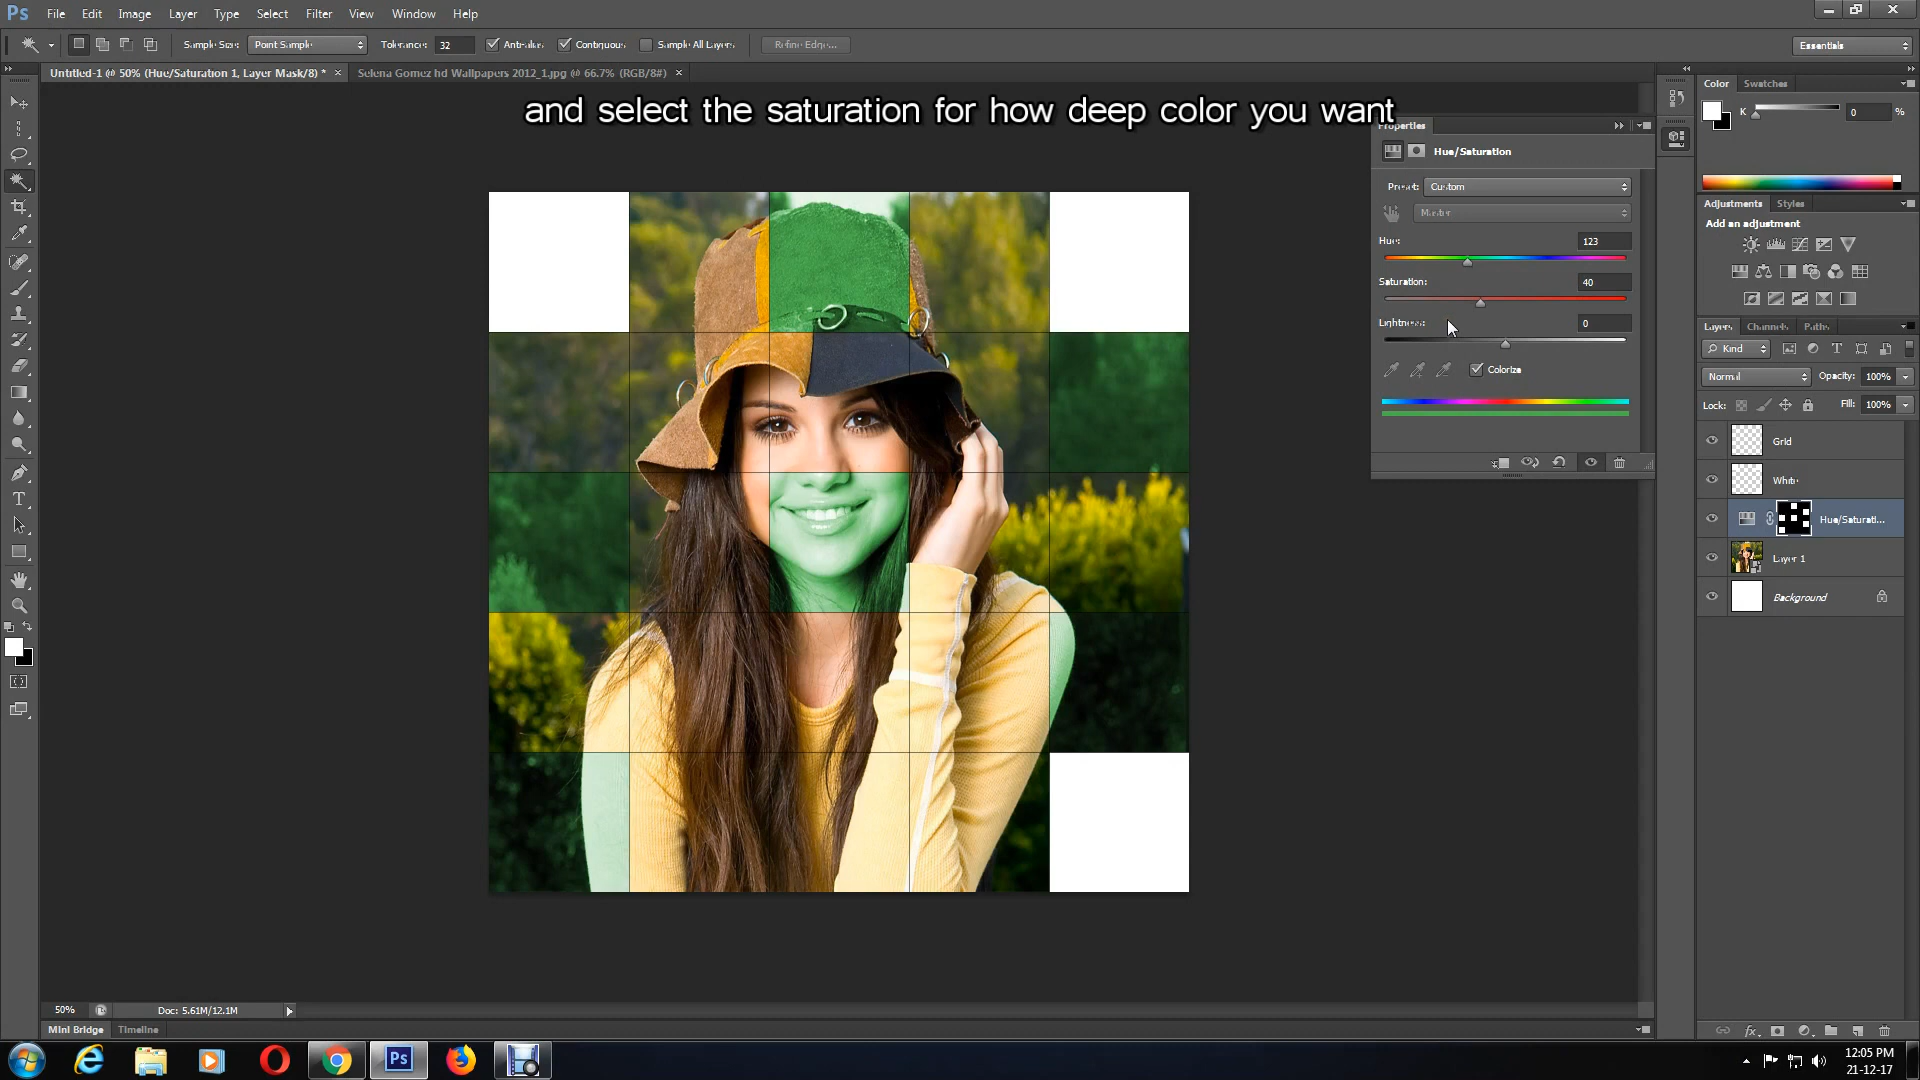 Ps File Edit Image Layer Type Select Filter View Window Help
Sample Size: Point Sample Tolerance: 32 Anti-alias Contiguous Sample All Layers Refine Edge... Essentials
Untitled-1 @ 50% (Hue/Saturation 1, Layer Mask/8) * × Selena Gomez hd Wallpapers 2012_1.jpg @ 66.7% (RGB/8#) ×
and select the saturation for how deep color you want
Properties
Hue/Saturation
Preset: Custom
Master
Hue: 123
Saturation: 40
Lightness: 0
Colorize
Color Swatches
K 0 %
Adjustments Styles
Add an adjustment
Layers Channels Paths
Kind
Normal Opacity: 100%
Lock: Fill: 100%
Grid
White
Hue/Saturati...
Layer 1
Background
50% Doc: 5.61M/12.1M
Mini Bridge Timeline
Ps
12:05 PM
21-12-17